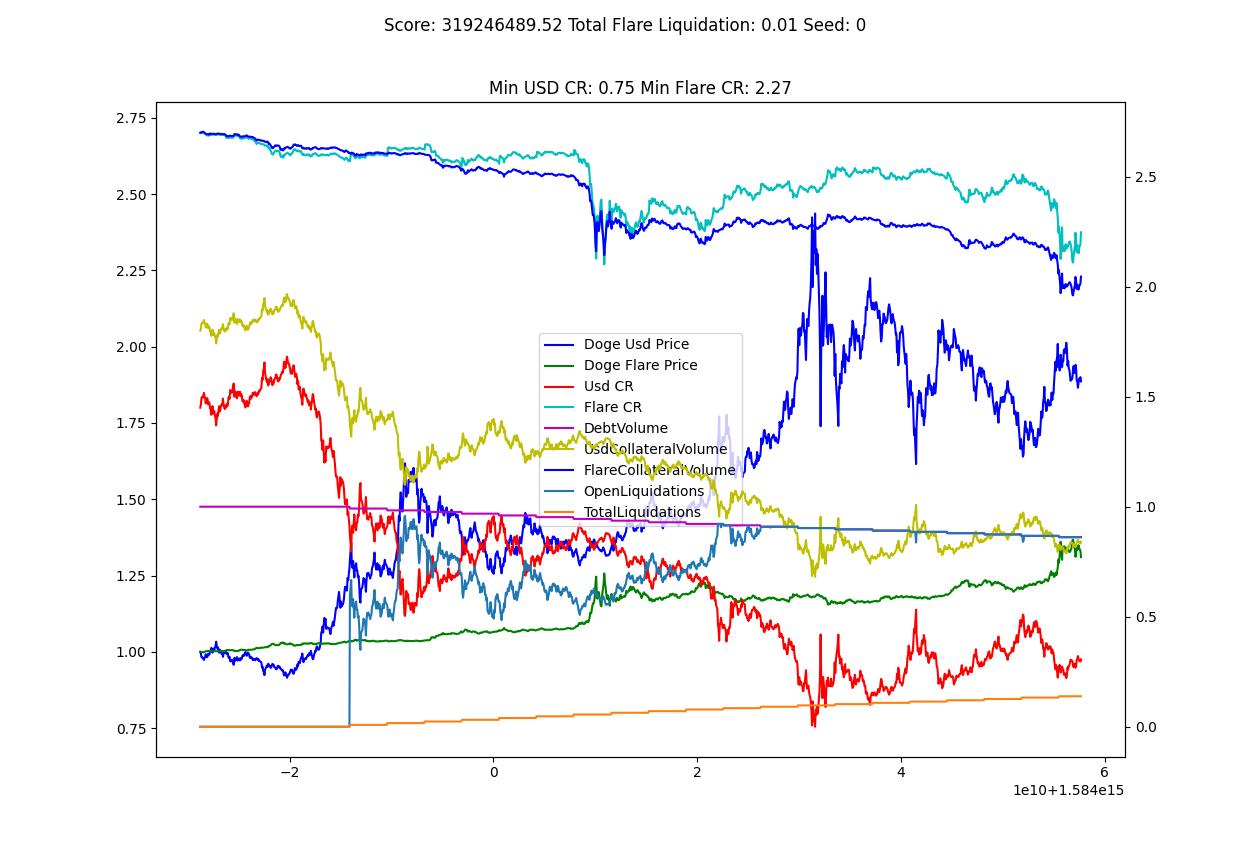 Score: 319246489.52 Total Flare Liquidation: 0.01 Seed: 0
Min USD CR: 0.75 Min Flare CR: 2.27
2.75
2.50
2.25
2.00
1.75
1.50
1.25
1.00
0.75
2.5
2.0
1.5
1.0
0.5
0.0
Doge Usd Price
Doge Flare Price
Usd CR
Flare CR
DebtVolume
UsdCollateralVolume
FlareCollateralVolume
OpenLiquidations
TotalLiquidations
−2
0
2
4
6
1e10+1.584e15